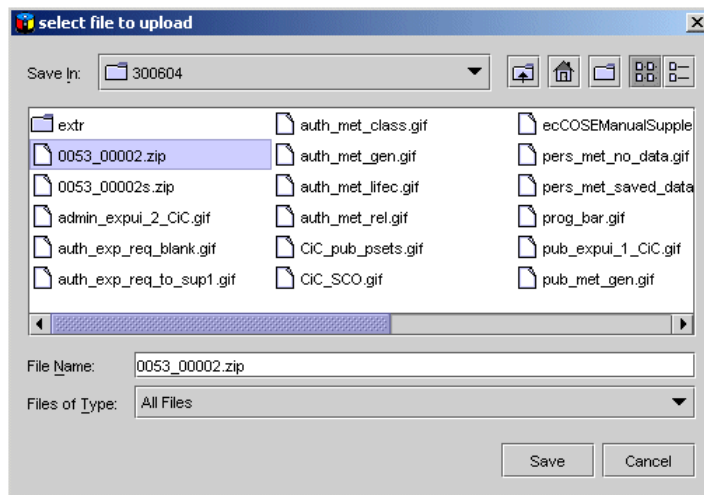 select file to upload
Save In: 300604
extr
0053_00002.zip
0053_00002s.zip
admin_expui_2_CiC.gif
auth_exp_req_blank.gif
auth_exp_req_to_sup1.gif
auth_met_class.gif
auth_met_gen.gif
auth_met_lifec.gif
auth_met_rel.gif
CiC_pub_psets.gif
CiC_SCO.gif
ecCOSEManualSupple
pers_met_no_data.gif
pers_met_saved_data
prog_bar.gif
pub_expui_1_CiC.gif
pub_met_gen.gif
File Name: 0053_00002.zip
Files of Type: All Files
Save Cancel